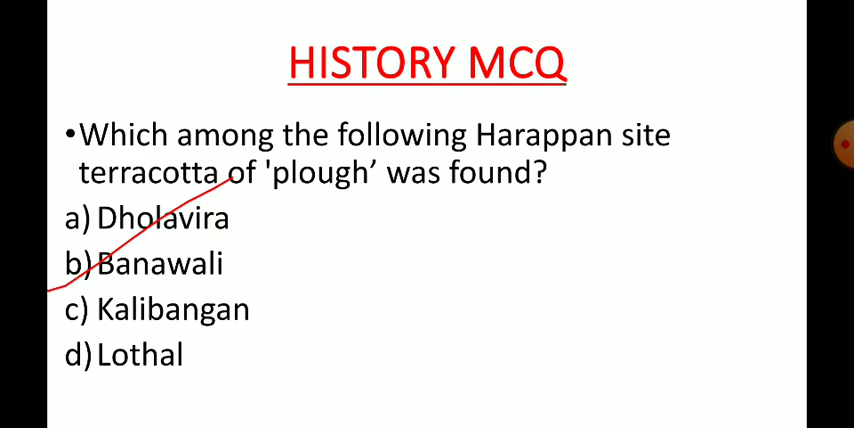 HISTORY MCQ
•Which among the following Harappan site
terracotta of 'plough’ was found?
a) Dholavira
b) Banawali
c) Kalibangan
d) Lothal